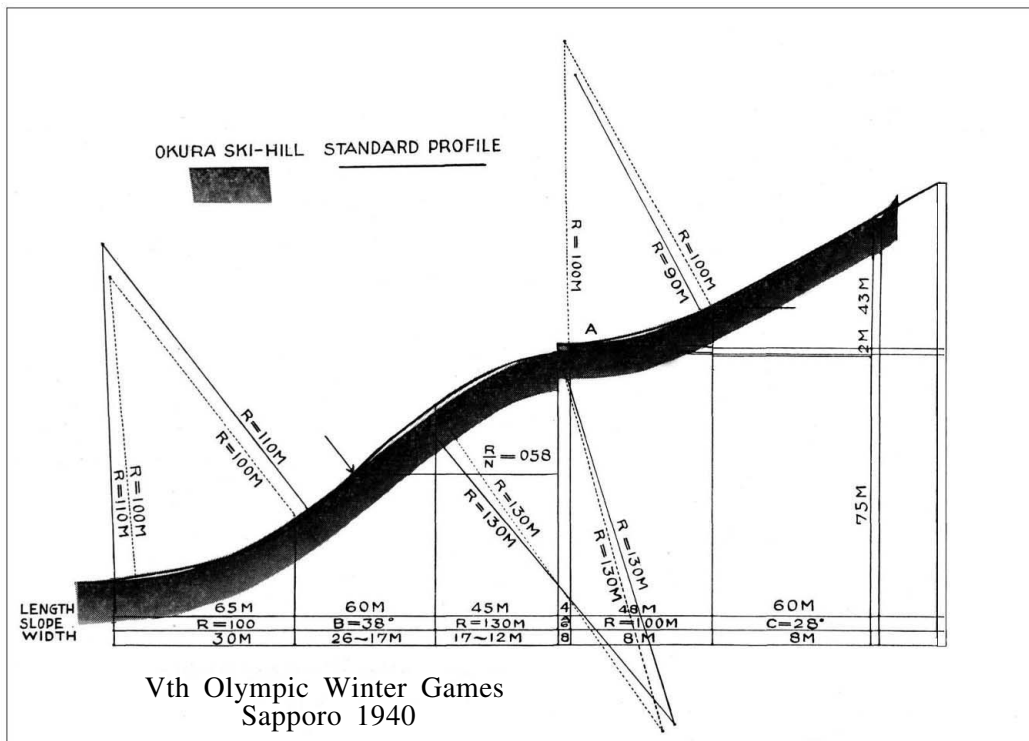 OKURA SKI-HILL STANDARD PROFILE
R=100M
R=100M
R=90M
43M
2M
A
R=110M
R=100M
R=110M
R=100M
R/N=058
R=130M
R=130M
75M
R=130M
R=130M
LENGTH 65M 60M 45M 4 48M 60M
SLOPE R=100 B=38° R=130M 6 R=100M C=28°
WIDTH 30M 26~17M 17~12M 8 8M 8M
Vth Olympic Winter Games
Sapporo 1940